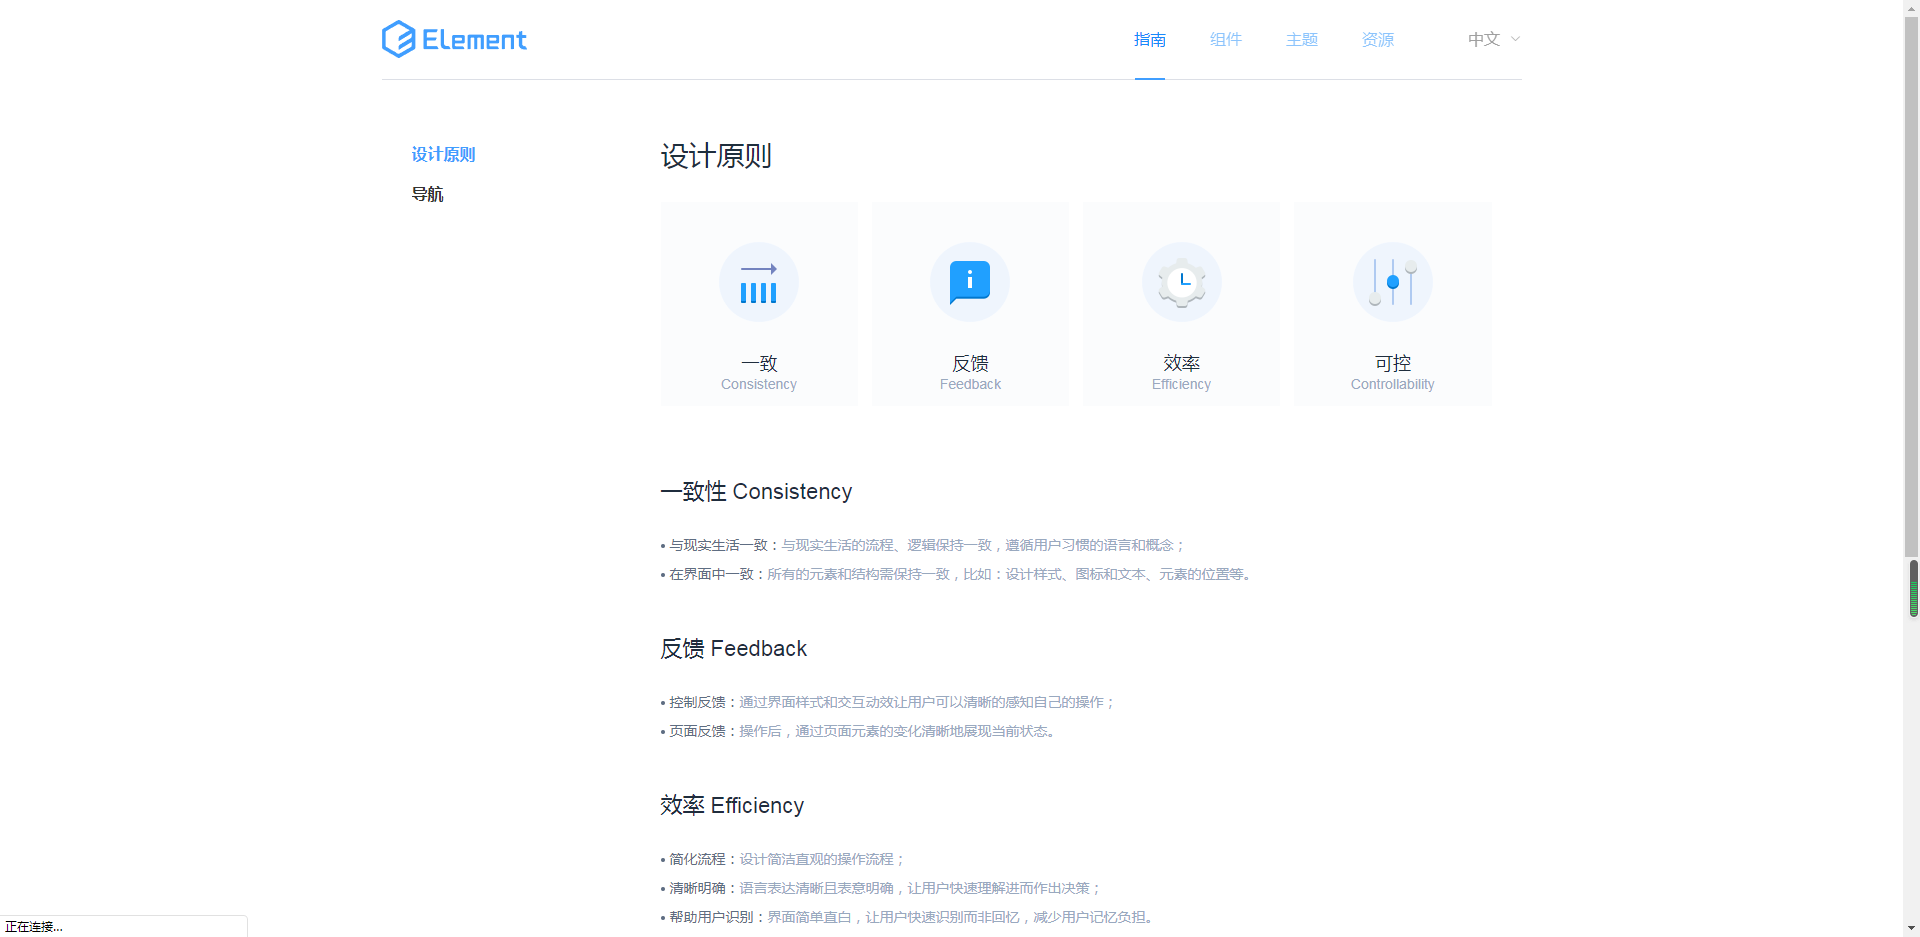 Element
指南 组件 主题 资源 中文
设计原则
导航
设计原则
一致
Consistency
反馈
Feedback
效率
Efficiency
可控
Controllability
一致性 Consistency
• 与现实生活一致：与现实生活的流程、逻辑保持一致，遵循用户习惯的语言和概念；
• 在界面中一致：所有的元素和结构需保持一致，比如：设计样式、图标和文本、元素的位置等。
反馈 Feedback
• 控制反馈：通过界面样式和交互动效让用户可以清晰的感知自己的操作；
• 页面反馈：操作后，通过页面元素的变化清晰地展现当前状态。
效率 Efficiency
• 简化流程：设计简洁直观的操作流程；
• 清晰明确：语言表达清晰且表意明确，让用户快速理解进而作出决策；
• 帮助用户识别：界面简单直白，让用户快速识别而非回忆，减少用户记忆负担。
正在连接...